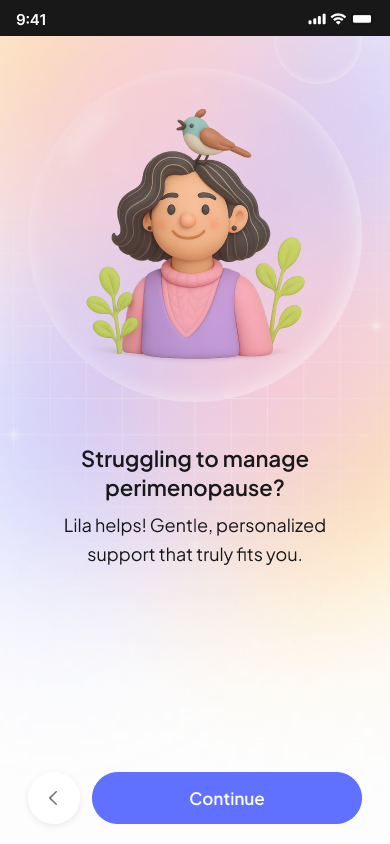 9:41
Struggling to manage
perimenopause?
Lila helps! Gentle, personalized
support that truly fits you.
Continue